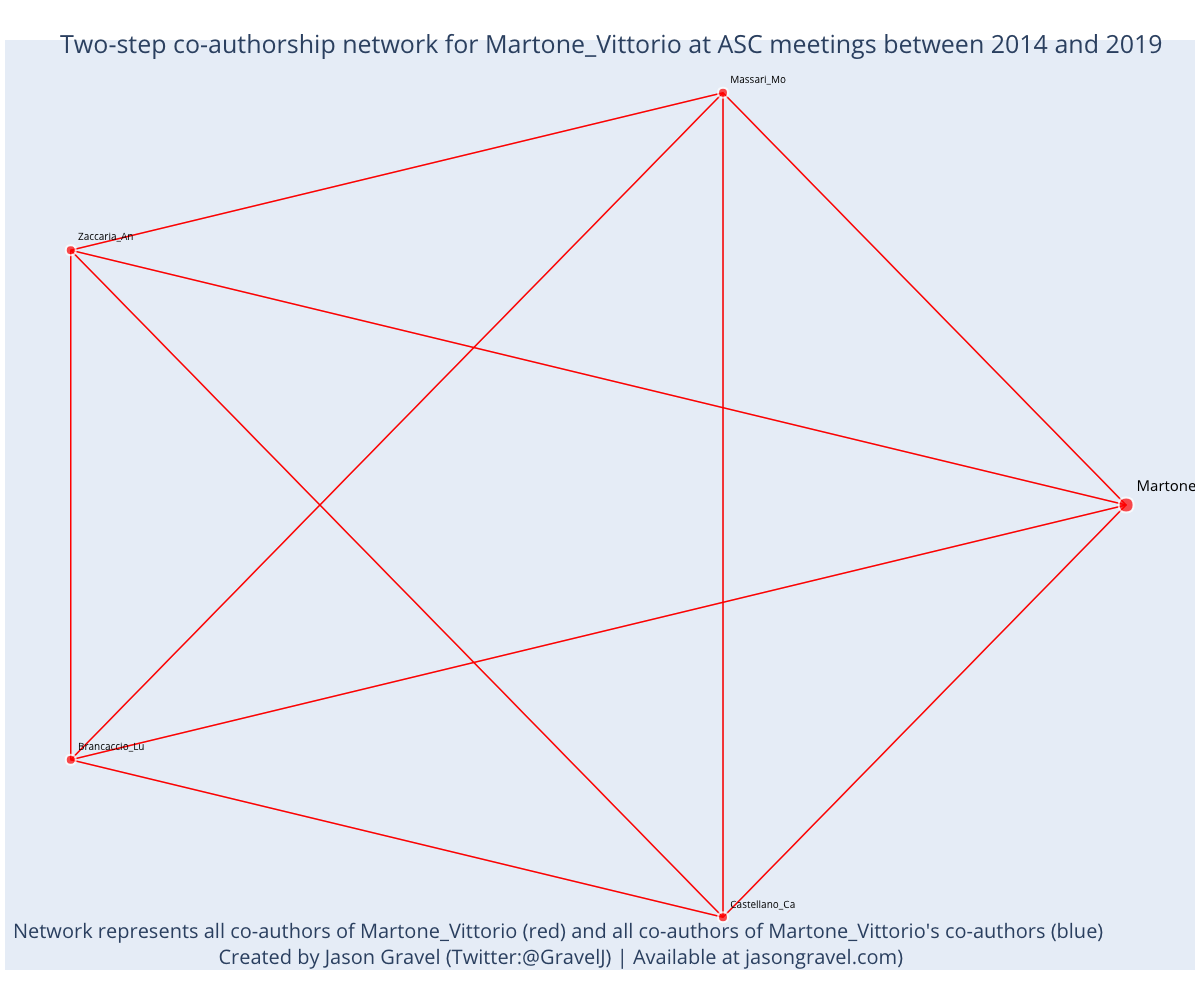 Two-step co-authorship network for Martone_Vittorio at ASC meetings between 2014 and 2019
Massari_Mo
Zaccaria_An
Martone
Brancaccio_Lu
Castellano_Ca
Network represents all co-authors of Martone_Vittorio (red) and all co-authors of Martone_Vittorio's co-authors (blue)
Created by Jason Gravel (Twitter:@GravelJ) | Available at jasongravel.com)